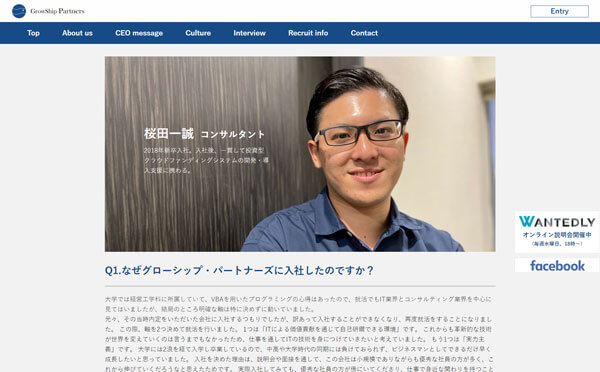 GrowShip Partners
Entry
Top About us CEO message Culture Interview Recruit info Contact
桜田一誠 コンサルタント
2018年新卒入社。入社後、一貫して投資型
クラウドファンディングシステムの開発・導
入支援に携わる。
WANTEDLY
オンライン説明会開催中
(毎週水曜日、18時〜)
facebook
Q1.なぜグローシップ・パートナーズに入社したのですか？
大学では経営工学科に所属していて、VBAを用いたプログラミングの心得はあったので、就活でもIT業界とコンサルティング業界を中心に
見てはいましたが、結局のところ明確な軸は特に決めずに動いていました。
元々、その当時内定をいただいた会社に入社するつもりでしたが、訳あって入社することができなくなり、再度就活をすることになりまし
た。この際、軸を2つ決めて就活を行いました。1つは「ITによる価値貢献を通じて自己研鑽できる環境」です。これからも革新的な技術
が世界を変えていくのは言うまでもなかったため、仕事を通してITの技術を身につけていきたいと考えていました。もう1つは「実力主
義」です。大学には2浪を経て入学し卒業しているので、中高や大学時代の同期には負けておられず、ビジネスマンとしてできるだけ早く
成長したいと思っていました。入社を決めた理由は、説明会や面接を通して、この会社は小規模でありながらも優秀な社員の方が多く、こ
れから伸びていくだろうなと思えたためです。実際入社してみても、優秀な社員の方が傍にいてくださり、仕事で身近な関わりを持つこと